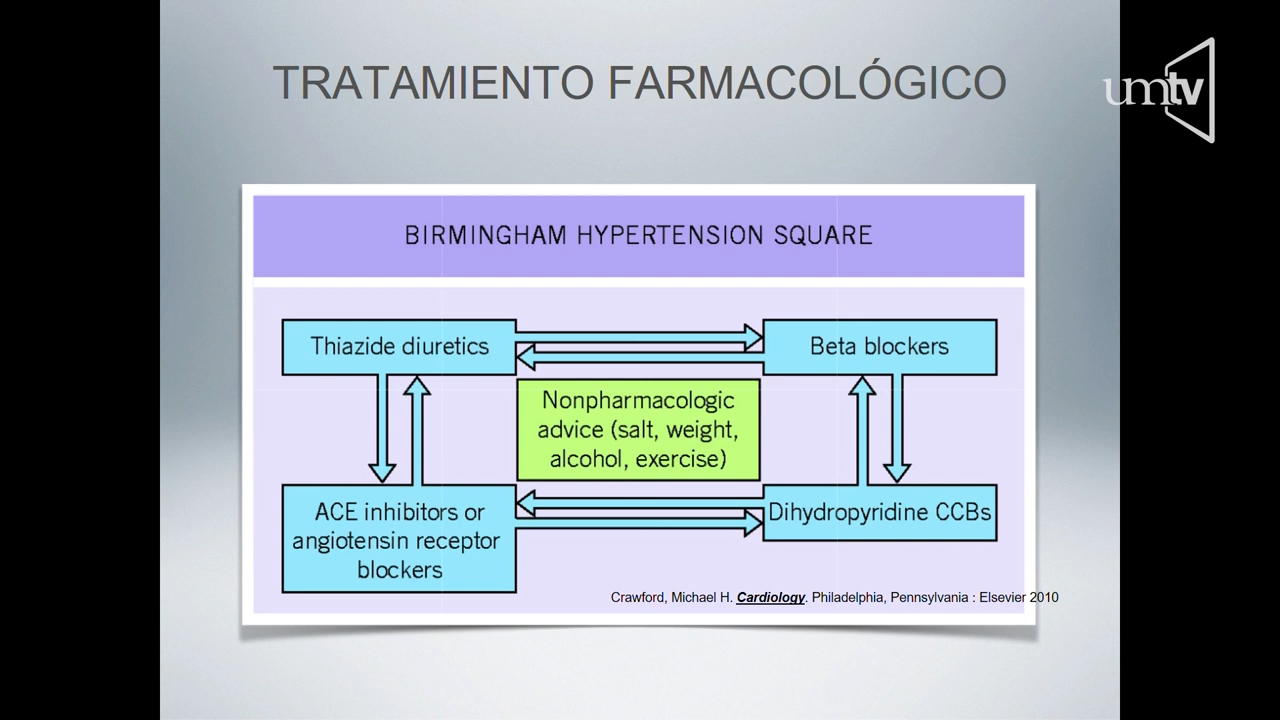 TRATAMIENTO FARMACOLÓGICO
umtv
BIRMINGHAM HYPERTENSION SQUARE
Thiazide diuretics
Beta blockers
Nonpharmacologic
advice (salt, weight,
alcohol, exercise)
ACE inhibitors or
angiotensin receptor
blockers
Dihydropyridine CCBs
Crawford, Michael H. Cardiology. Philadelphia, Pennsylvania : Elsevier 2010